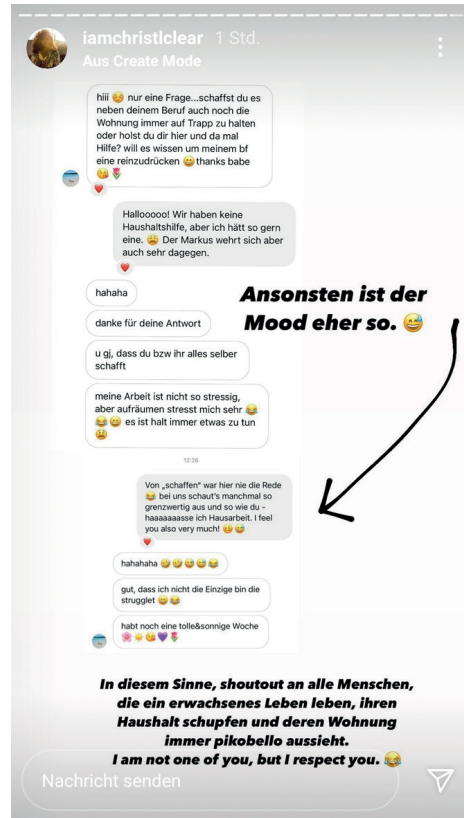 iamchristlclear 1 Std.
Aus Create Mode
hiii ☺️ nur eine Frage...schaffst du es
neben deinem Beruf auch noch die
Wohnung immer auf Trapp zu halten
oder holst du dir hier und da mal
Hilfe? will es wissen um meinem bf
eine reinzudrücken 😄 thanks babe
😘🌷
Hallooooo! Wir haben keine
Haushaltshilfe, aber ich hätt so gern
eine. 😩 Der Markus wehrt sich aber
auch sehr dagegen.
hahaha
danke für deine Antwort
u gj, dass du bzw ihr alles selber
schafft
meine Arbeit ist nicht so stressig,
aber aufräumen stresst mich sehr 😂
😂😄 es ist halt immer etwas zu tun
😫
Ansonsten ist der
Mood eher so. 😅
12:26
Von „schaffen" war hier nie die Rede
😂 bei uns schaut's manchmal so
grenzwertig aus und so wie du -
haaaaaaasse ich Hausarbeit. I feel
you also very much! 🥲😅
hahahaha 🤣🤣😅😅😂
gut, dass ich nicht die Einzige bin die
strugglet 😄😂
habt noch eine tolle&sonnige Woche
🌸☀️😘💜🌷
In diesem Sinne, shoutout an alle Menschen,
die ein erwachsenes Leben leben, ihren
Haushalt schupfen und deren Wohnung
immer pikobello aussieht.
I am not one of you, but I respect you. 😂
Nachricht senden